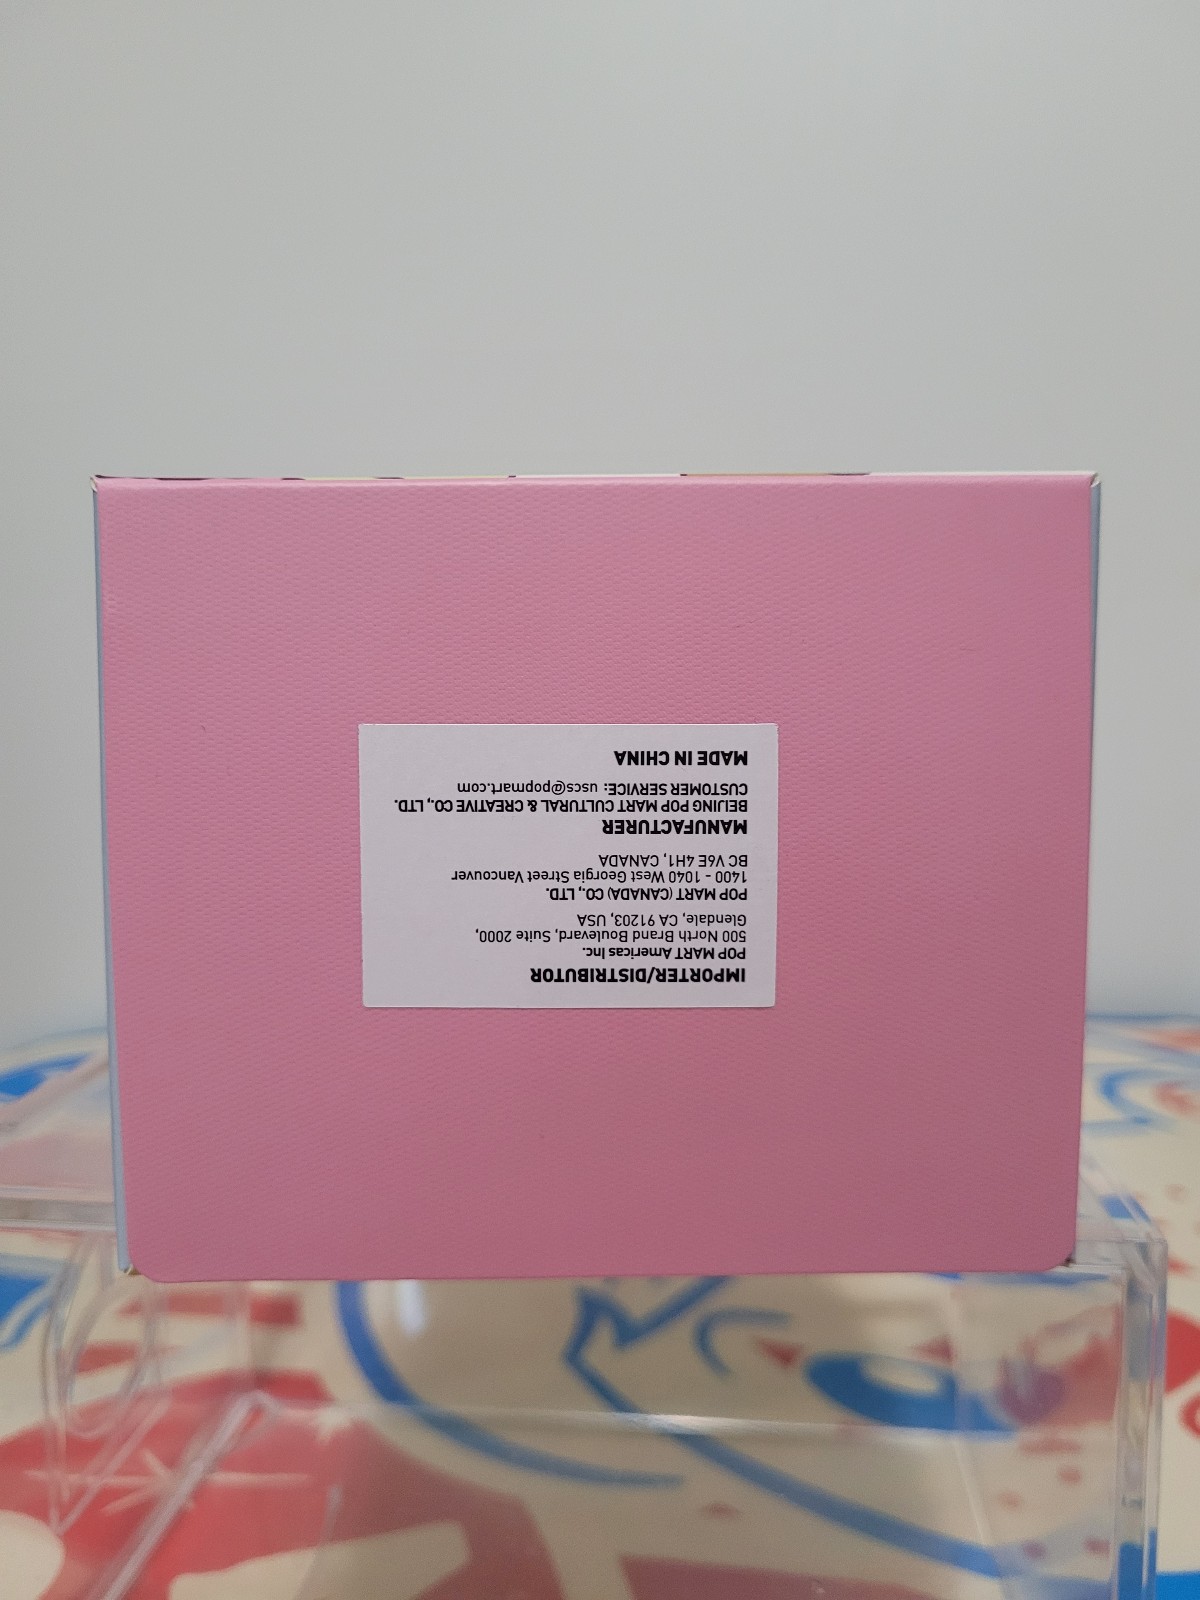 IMPORTER/DISTRIBUTOR
POP MART Americas Inc.
500 North Brand Boulevard, Suite 2000,
Glendale, CA 91203, USA
POP MART (CANADA) CO., LTD.
1400 - 1040 West Georgia Street Vancouver
BC V6E 4H1, CANADA
MANUFACTURER
BEIJING POP MART CULTURAL & CREATIVE CO., LTD.
CUSTOMER SERVICE: uscs@popmart.com
MADE IN CHINA